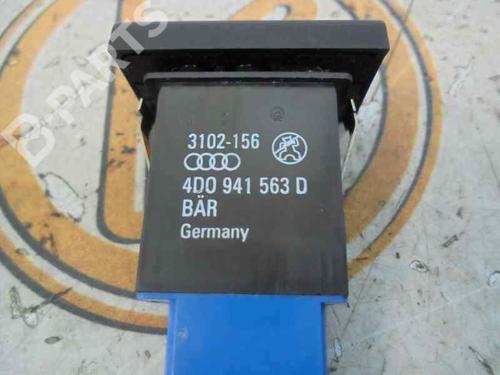 B-PARTS
3102-156
4D0 941 563 D
BÄR
Germany